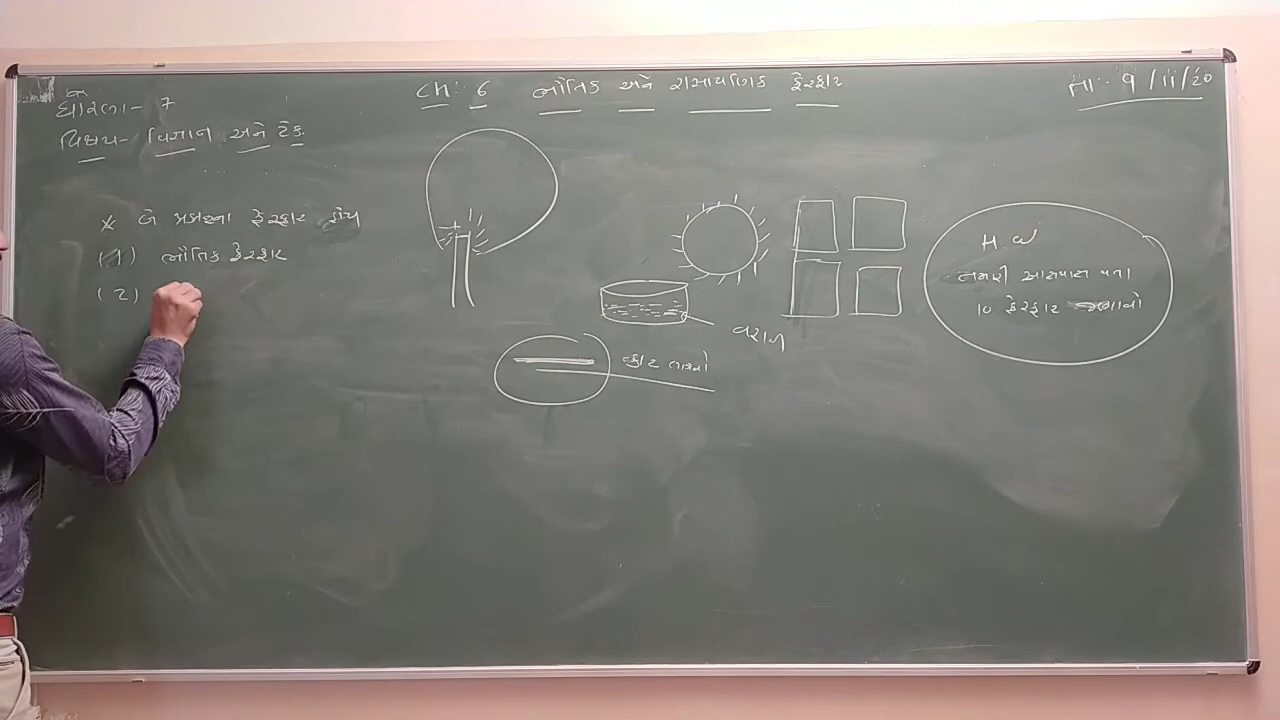 ધોરણ - 7
વિષય - વિજ્ઞાન અને ટેક.
CH: 6 ભૌતિક અને રાસાયણિક ફેરફાર
તા:- 9/11/20
* બે પ્રકારના ફેરફાર હોય
(1) ભૌતિક ફેરફાર
(2)
વરાળ
કાટ લાગવો
H.W
તમારી આસપાસ થતા
10 ફેરફાર જણાવો